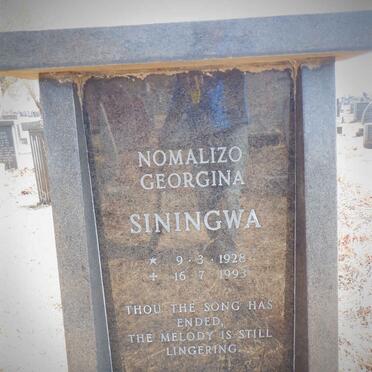 NOMALIZO
GEORGINA
SININGWA
★ 9·3·1928
+ 16 7 1993
THOU THE SONG HAS
ENDED,
THE MELODY IS STILL
LINGERING.